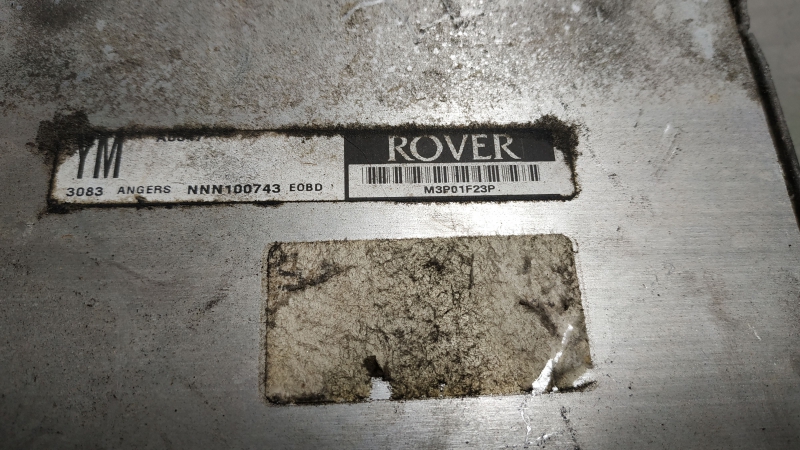 YM
ROVER
3083 ANGERS NNN100743 EOBD
M3P01F23P